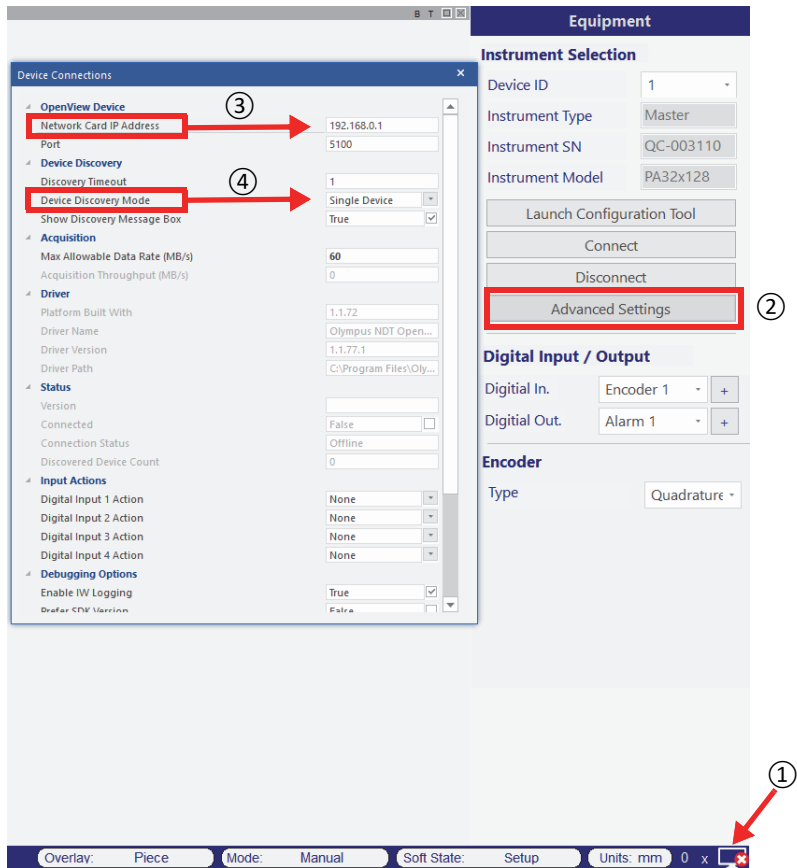 B T
Equipment
Instrument Selection
Device ID 1
Instrument Type Master
Instrument SN QC-003110
Instrument Model PA32x128
Launch Configuration Tool
Connect
Disconnect
Advanced Settings
②
Digital Input / Output
Digitial In. Encoder 1 +
Digitial Out. Alarm 1 +
Encoder
Type Quadrature
Device Connections ×
OpenView Device
③
Network Card IP Address 192.168.0.1
Port 5100
Device Discovery
Discovery Timeout 1
④
Device Discovery Mode Single Device
Show Discovery Message Box True
Acquisition
Max Allowable Data Rate (MB/s) 60
Acquisition Throughput (MB/s) 0
Driver
Platform Built With 1.1.72
Driver Name Olympus NDT Open...
Driver Version 1.1.77.1
Driver Path C:\Program Files\Oly...
Status
Version
Connected False
Connection Status Offline
Discovered Device Count 0
Input Actions
Digital Input 1 Action None
Digital Input 2 Action None
Digital Input 3 Action None
Digital Input 4 Action None
Debugging Options
Enable IW Logging True
Prefer SDK Version False
①
Overlay: Piece Mode: Manual Soft State: Setup Units: mm 0 x